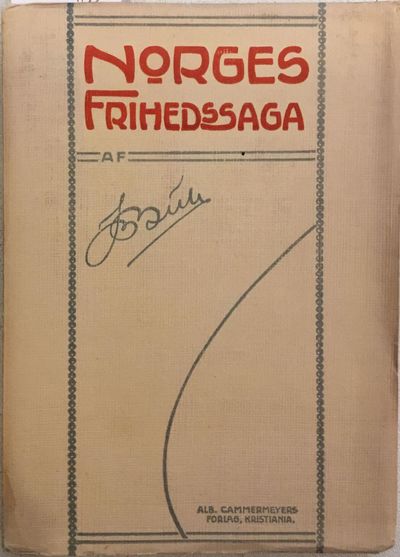 NORGES
FRIHEDSSAGA
AF
ALB. CAMMERMEYERS
FORLAG, KRISTIANIA.